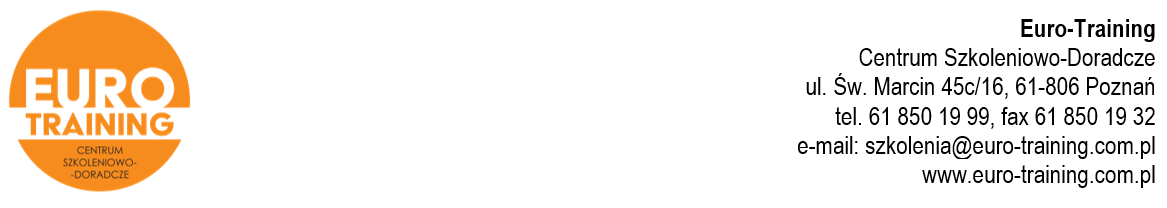 EURO
TRAINING
CENTRUM
SZKOLENIOWO-
-DORADCZE
Euro-Training
Centrum Szkoleniowo-Doradcze
ul. Św. Marcin 45c/16, 61-806 Poznań
tel. 61 850 19 99, fax 61 850 19 32
e-mail: szkolenia@euro-training.com.pl
www.euro-training.com.pl